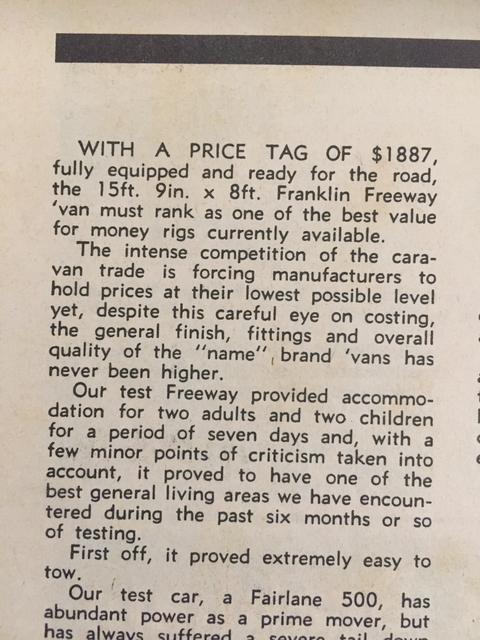 WITH A PRICE TAG OF $1887,
fully equipped and ready for the road,
the 15ft. 9in. x 8ft. Franklin Freeway
'van must rank as one of the best value
for money rigs currently available.
The intense competition of the cara-
van trade is forcing manufacturers to
hold prices at their lowest possible level
yet, despite this careful eye on costing,
the general finish, fittings and overall
quality of the "name" brand 'vans has
never been higher.
Our test Freeway provided accommo-
dation for two adults and two children
for a period of seven days and, with a
few minor points of criticism taken into
account, it proved to have one of the
best general living areas we have encoun-
tered during the past six months or so
of testing.
First off, it proved extremely easy to
tow.
Our test car, a Fairlane 500, has
abundant power as a prime mover, but
has always suffered a severe tail down